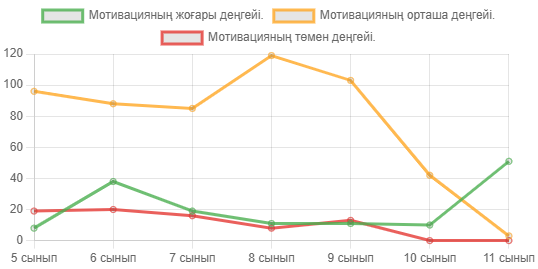 Мотивацияның жоғары деңгейі. Мотивацияның орташа деңгейі.
Мотивацияның төмен деңгейі.
120
100
80
60
40
20
0
5 сынып 6 сынып 7 сынып 8 сынып 9 сынып 10 сынып 11 сынып